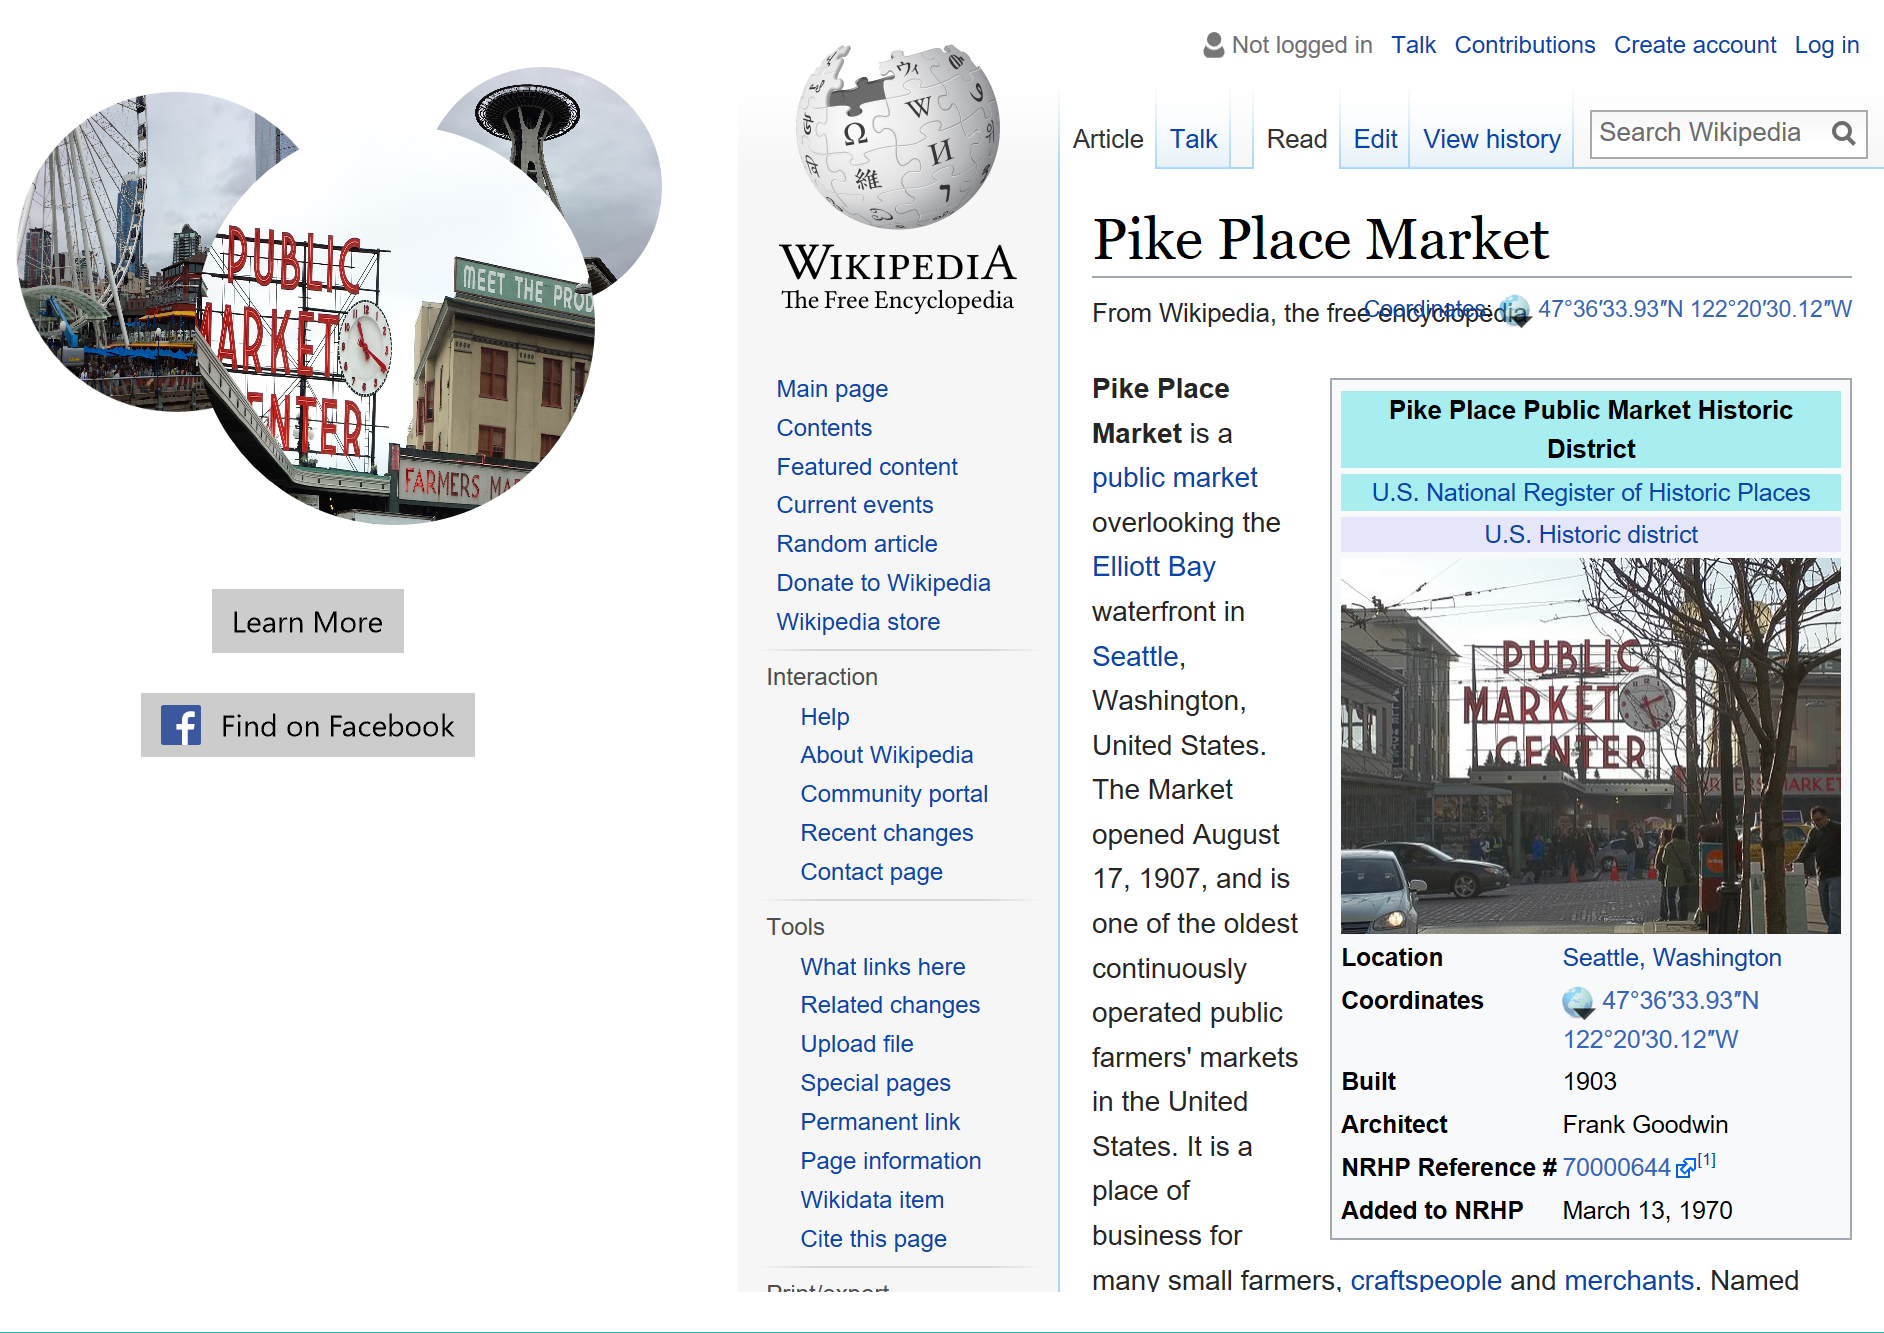 PUBLIC
MARKET
CENTER
MEET THE PROD
FARMERS MAR
Learn More
Find on Facebook
WIKIPEDIA
The Free Encyclopedia
Main page
Contents
Featured content
Current events
Random article
Donate to Wikipedia
Wikipedia store
Interaction
Help
About Wikipedia
Community portal
Recent changes
Contact page
Tools
What links here
Related changes
Upload file
Special pages
Permanent link
Page information
Wikidata item
Cite this page
Print/export
Not logged in Talk Contributions Create account Log in
Article Talk Read Edit View history Search Wikipedia
Pike Place Market
From Wikipedia, the free encyclopedia
Coordinates: 47°36′33.93″N 122°20′30.12″W
Pike Place
Market is a
public market
overlooking the
Elliott Bay
waterfront in
Seattle,
Washington,
United States.
The Market
opened August
17, 1907, and is
one of the oldest
continuously
operated public
farmers' markets
in the United
States. It is a
place of
business for
many small farmers, craftspeople and merchants. Named
Pike Place Public Market Historic
District
U.S. National Register of Historic Places
U.S. Historic district
PUBLIC
MARKET
CENTER
Location Seattle, Washington
Coordinates 47°36′33.93″N
122°20′30.12″W
Built 1903
Architect Frank Goodwin
NRHP Reference # 70000644 [1]
Added to NRHP March 13, 1970